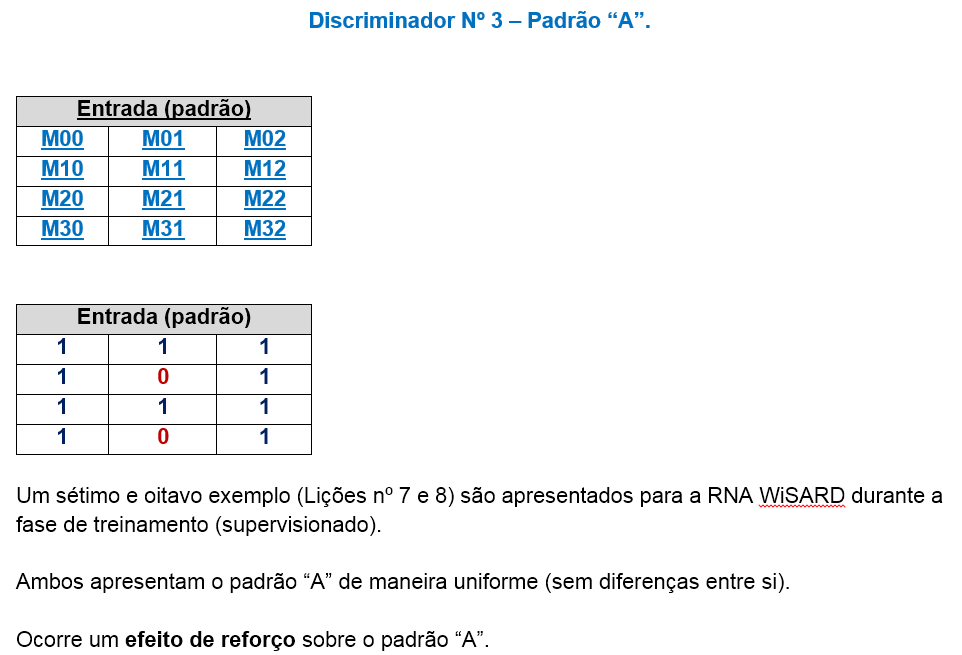 Discriminador Nº 3 – Padrão “A”.
Entrada (padrão)
M00 M01 M02
M10 M11 M12
M20 M21 M22
M30 M31 M32
Entrada (padrão)
1 1 1
1 0 1
1 1 1
1 0 1
Um sétimo e oitavo exemplo (Lições nº 7 e 8) são apresentados para a RNA WiSARD durante a
fase de treinamento (supervisionado).
Ambos apresentam o padrão “A” de maneira uniforme (sem diferenças entre si).
Ocorre um efeito de reforço sobre o padrão “A”.